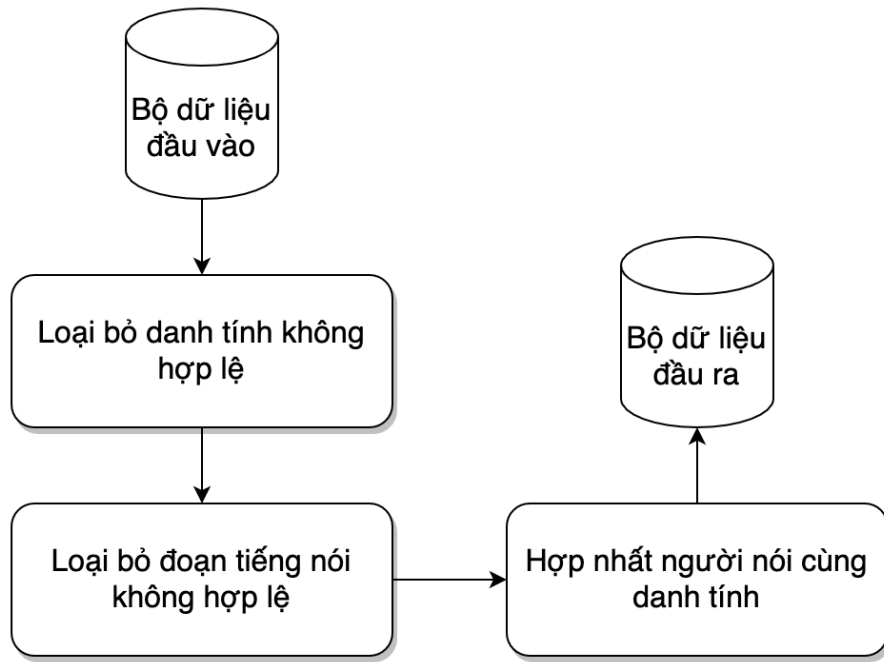 Bộ dữ liệu
đầu vào
Loại bỏ danh tính không
hợp lệ
Loại bỏ đoạn tiếng nói
không hợp lệ
Hợp nhất người nói cùng
danh tính
Bộ dữ liệu
đầu ra